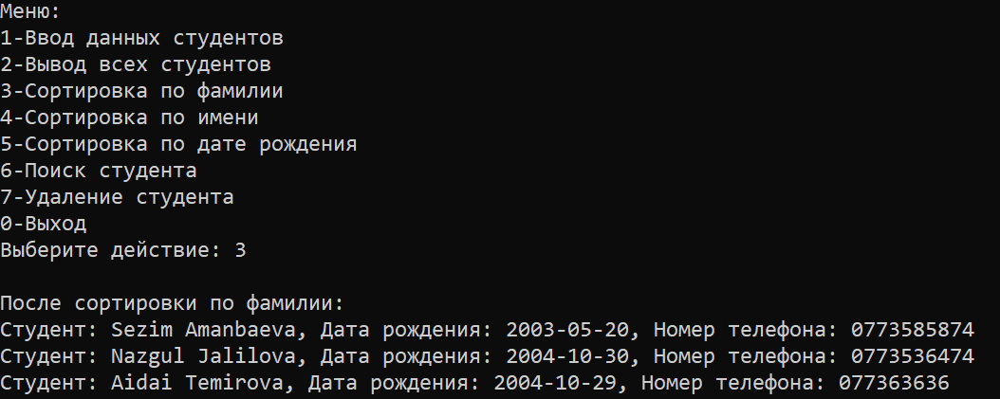 Меню:
1-Ввод данных студентов
2-Вывод всех студентов
3-Сортировка по фамилии
4-Сортировка по имени
5-Сортировка по дате рождения
6-Поиск студента
7-Удаление студента
0-Выход
Выберите действие: 3
После сортировки по фамилии:
Студент: Sezim Amanbaeva, Дата рождения: 2003-05-20, Номер телефона: 0773585874
Студент: Nazgul Jalilova, Дата рождения: 2004-10-30, Номер телефона: 0773536474
Студент: Aidai Temirova, Дата рождения: 2004-10-29, Номер телефона: 077363636